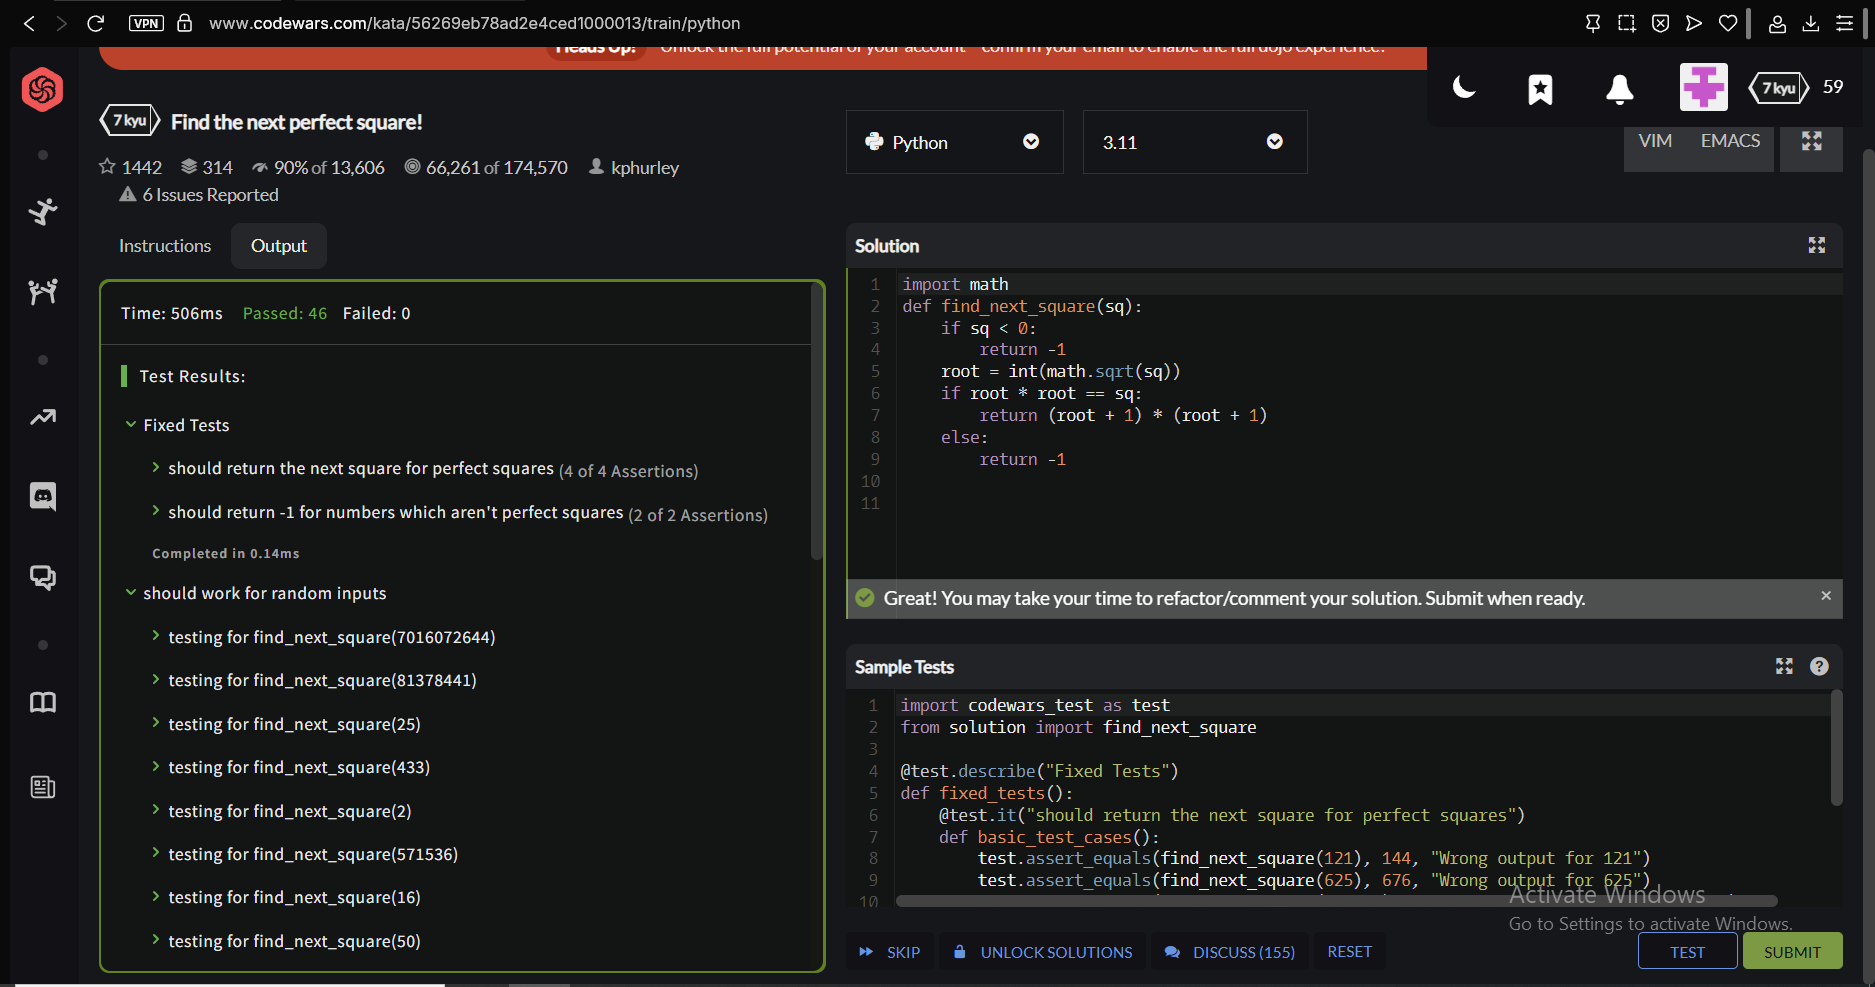 VPN www.codewars.com/kata/56269eb78ad2e4ced1000013/train/python
Heads Up! Unlock the full potential of your account - confirm your email to enable the full dojo experience.
7 kyu 59
7 kyu Find the next perfect square!
1442 314 90% of 13,606 66,261 of 174,570 kphurley
6 Issues Reported
Python
3.11
VIM EMACS
Instructions Output
Time: 506ms Passed: 46 Failed: 0
Test Results:
Fixed Tests
should return the next square for perfect squares (4 of 4 Assertions)
should return -1 for numbers which aren't perfect squares (2 of 2 Assertions)
Completed in 0.14ms
should work for random inputs
testing for find_next_square(7016072644)
testing for find_next_square(81378441)
testing for find_next_square(25)
testing for find_next_square(433)
testing for find_next_square(2)
testing for find_next_square(571536)
testing for find_next_square(16)
testing for find_next_square(50)
Solution
1 import math
2 def find_next_square(sq):
3 if sq < 0:
4 return -1
5 root = int(math.sqrt(sq))
6 if root * root == sq:
7 return (root + 1) * (root + 1)
8 else:
9 return -1
10
11
Great! You may take your time to refactor/comment your solution. Submit when ready.
Sample Tests
1 import codewars_test as test
2 from solution import find_next_square
3
4 @test.describe("Fixed Tests")
5 def fixed_tests():
6 @test.it("should return the next square for perfect squares")
7 def basic_test_cases():
8 test.assert_equals(find_next_square(121), 144, "Wrong output for 121")
9 test.assert_equals(find_next_square(625), 676, "Wrong output for 625")
10
Activate Windows
Go to Settings to activate Windows.
SKIP UNLOCK SOLUTIONS DISCUSS (155) RESET TEST SUBMIT